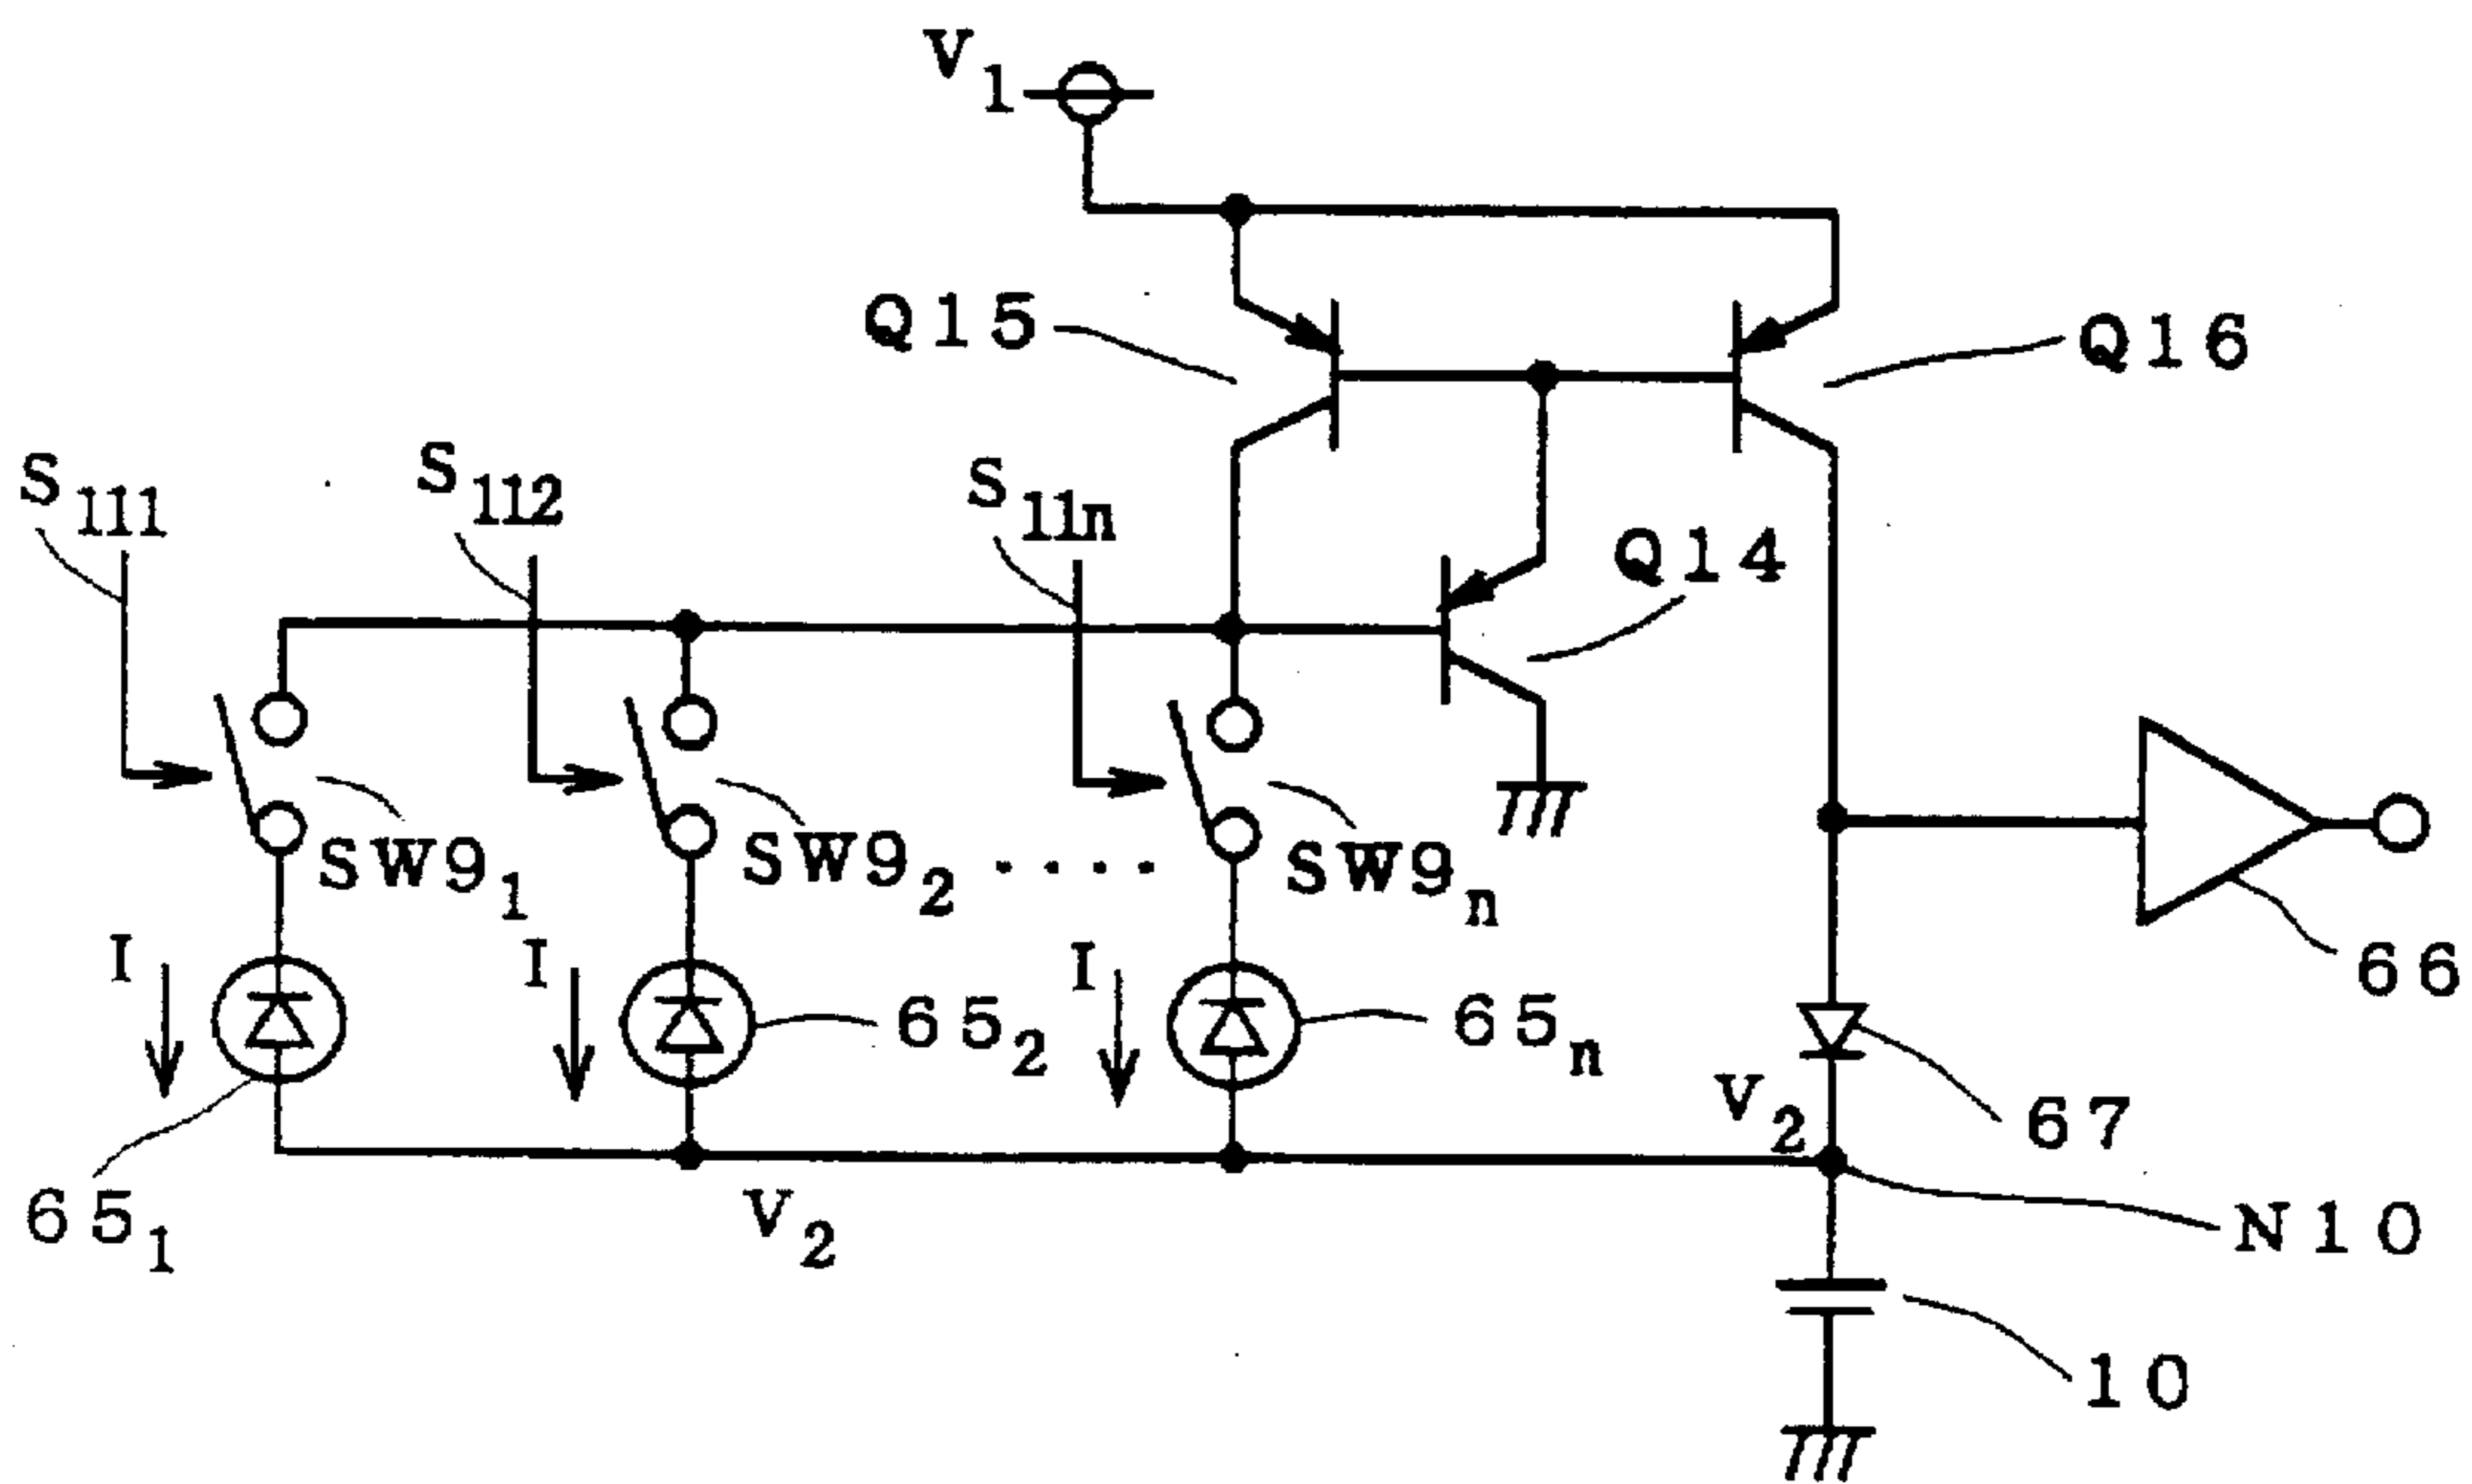 V₁
Q15
Q16
S₁₁₁
S₁₁₂
S₁₁ₙ
Q14
SW9₁
SW9₂ ....
SW9ₙ
66
I
I
I
65₂
65ₙ
V₂
67
65₁
V₂
N10
10